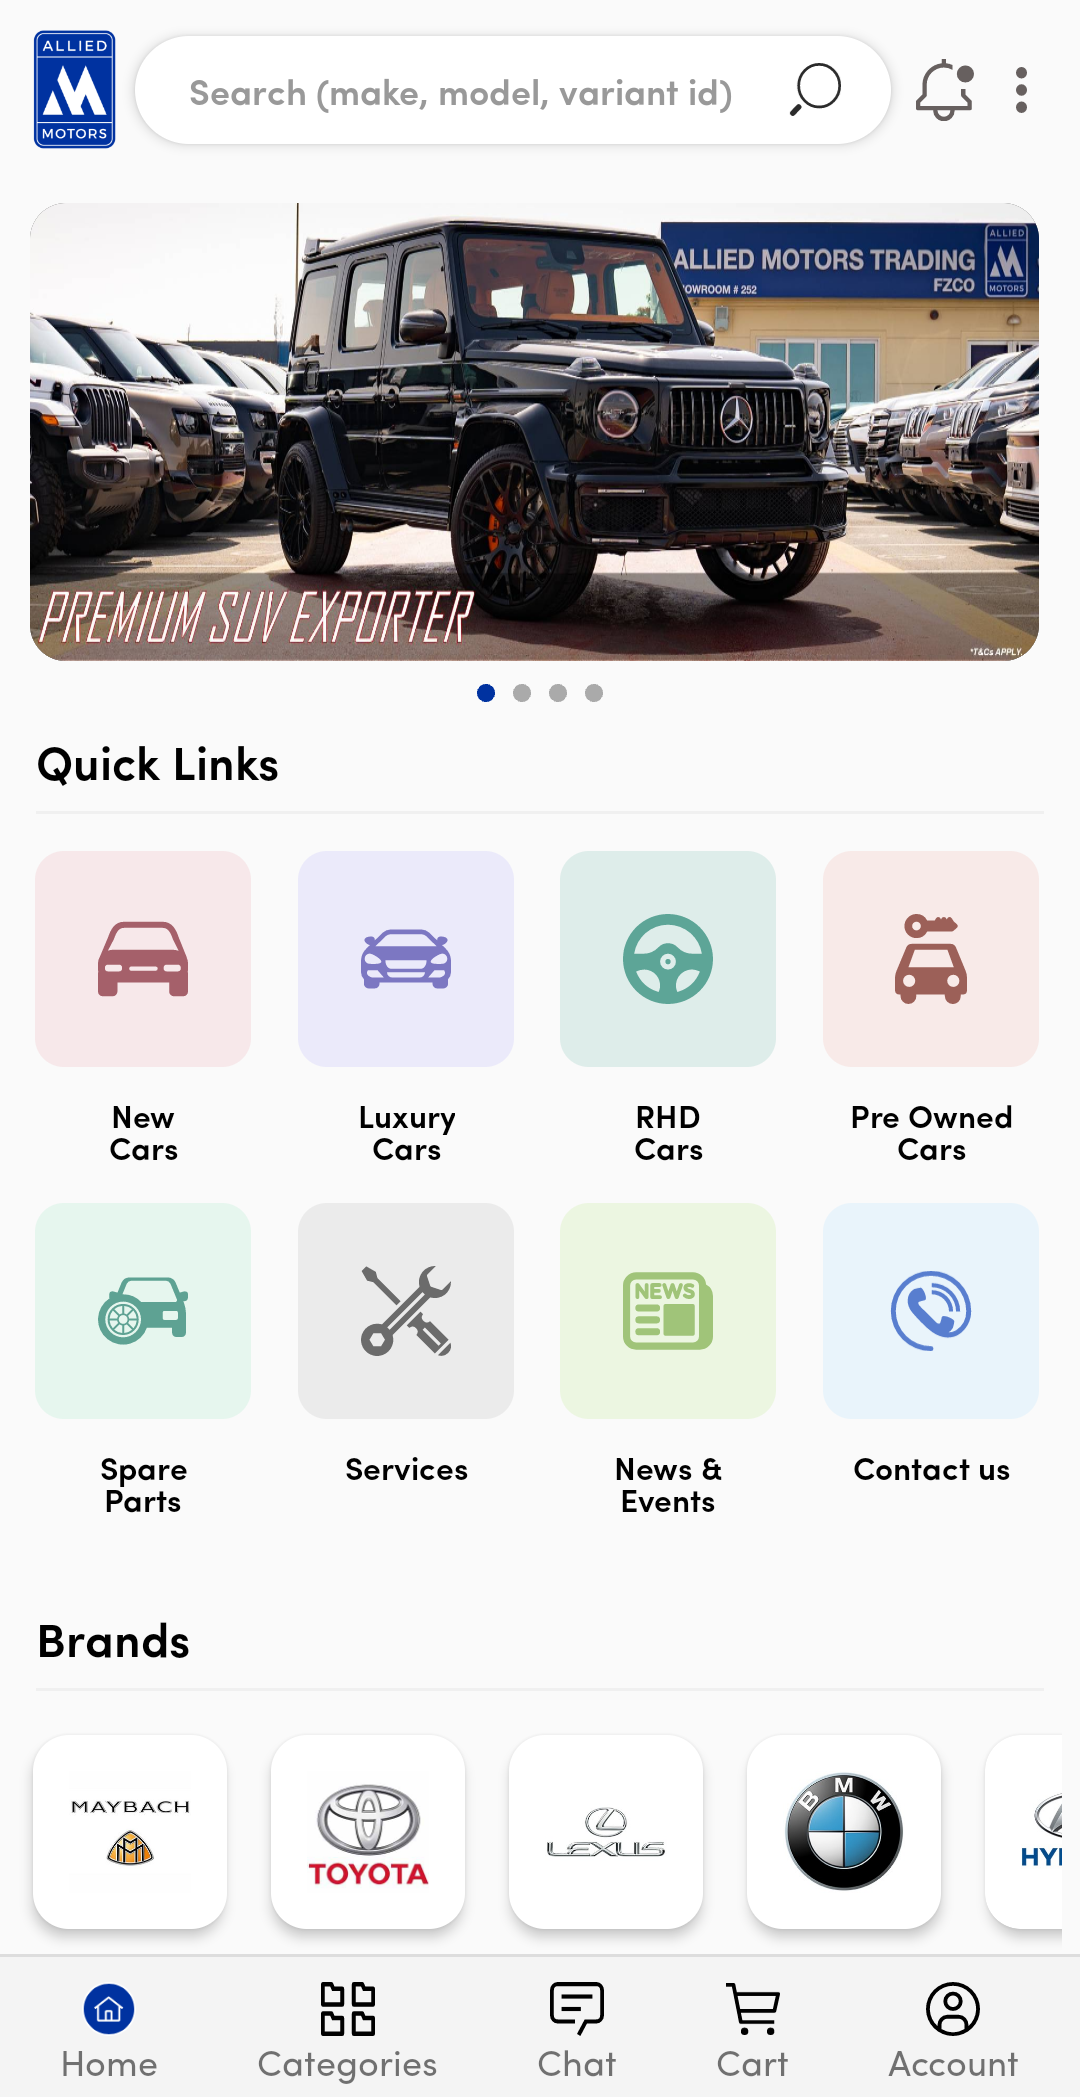 ALLIED
MOTORS
Search (make, model, variant id)
ALLIED MOTORS TRADING
FZCO
OWROOM # 252
ALLIED
MOTORS
PREMIUM SUV EXPORTER
*T&Cs APPLY.
Quick Links
New
Cars
Luxury
Cars
RHD
Cars
Pre Owned
Cars
NEWS
Spare
Parts
Services
News &
Events
Contact us
Brands
MAYBACH
TOYOTA
LEXUS
BMW
HY
Home
Categories
Chat
Cart
Account